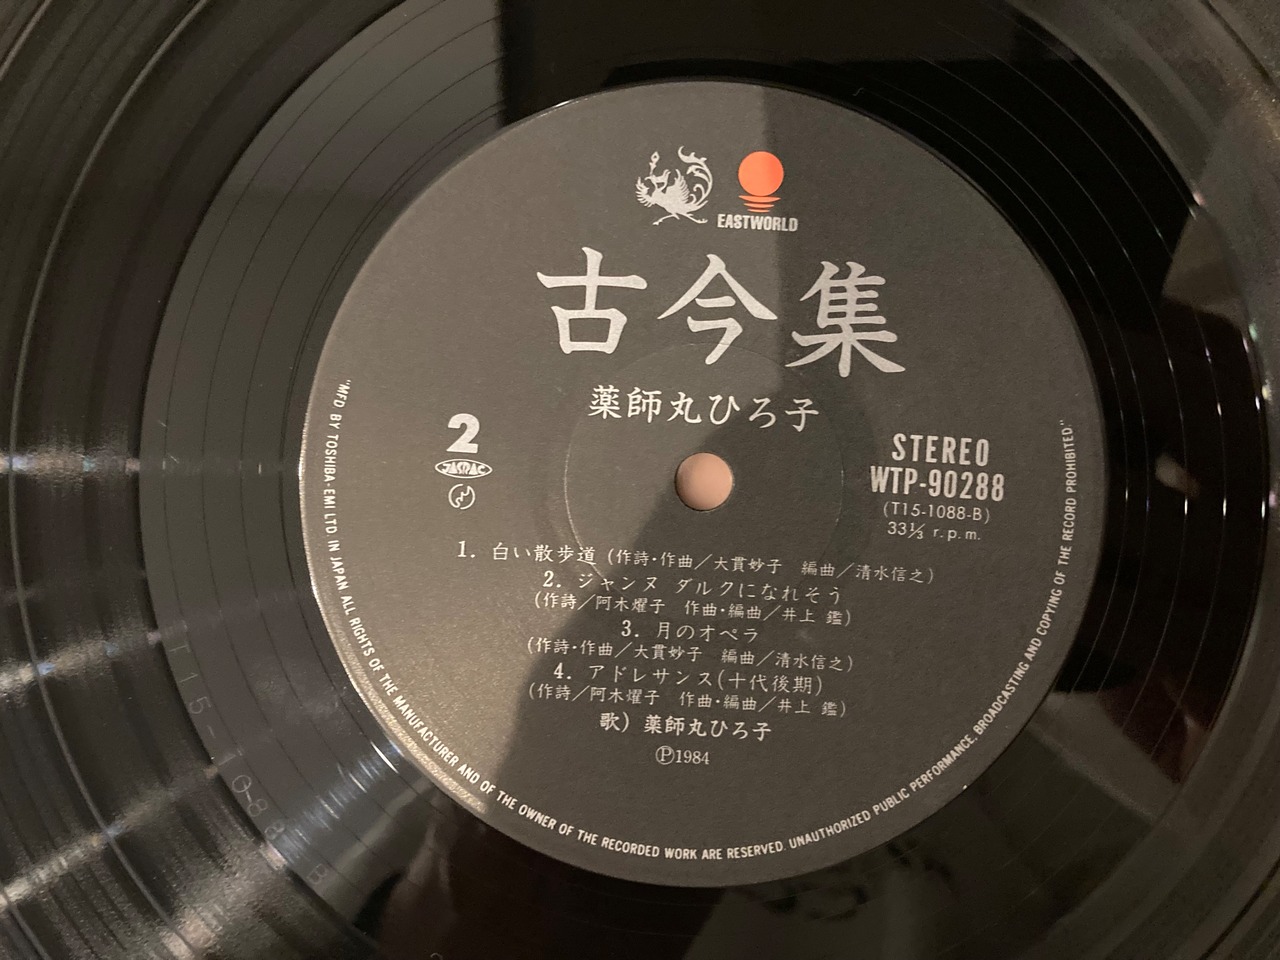 EASTWORLD
古今集
薬師丸ひろ子
2
JASRAC
STEREO
WTP-90288
(T15-1088-B)
33⅓ r.p.m.
1. 白い散歩道 (作詩・作曲／大貫妙子 編曲／清水信之)
2. ジャンヌ ダルクになれそう
(作詩／阿木燿子 作曲・編曲／井上 鑑)
3. 月のオペラ
(作詩・作曲／大貫妙子 編曲／清水信之)
4. アドレサンス(十代後期)
(作詩／阿木燿子 作曲・編曲／井上 鑑)
歌) 薬師丸ひろ子
Ⓟ1984
"MFD BY TOSHIBA-EMI LTD. IN JAPAN ALL RIGHTS OF THE MANUFACTURER AND OF THE OWNER OF THE RECORDED WORK ARE RESERVED. UNAUTHORIZED PUBLIC PERFORMANCE, BROADCASTING AND COPYING OF THE RECORD PROHIBITED."
T15-1088B